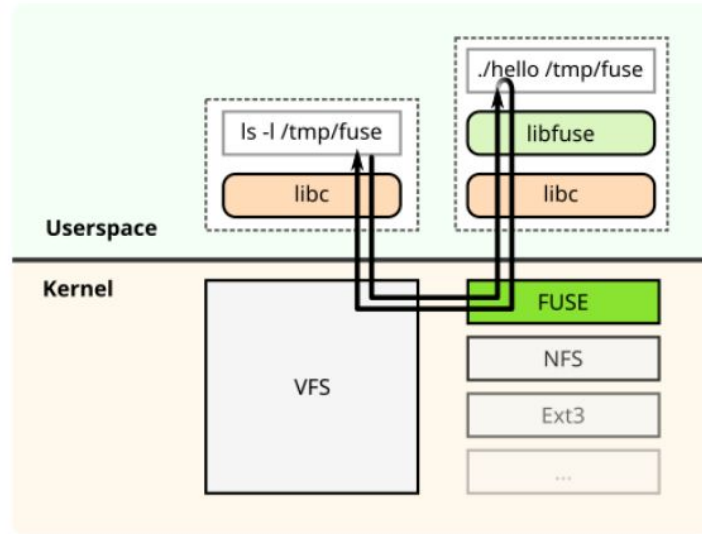 ./hello /tmp/fuse
ls -l /tmp/fuse
libfuse
libc
libc
Userspace
Kernel
FUSE
VFS
NFS
Ext3
...